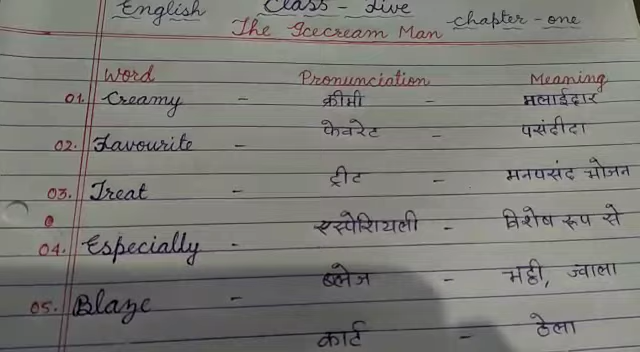 English Class - five chapter - one
The Icecream Man
Word Pronunciation Meaning
01. Creamy - क्रीमी - मलाईदार
02. Favourite - फेवरेट - पसंदीदा
03. Treat - ट्रीट - मनपसंद भोजन
04. Especially - एस्पेशियली - विशेष रूप से
05. Blaze - ब्लेज - भट्टी, ज्वाला
कार्ट - ठेला